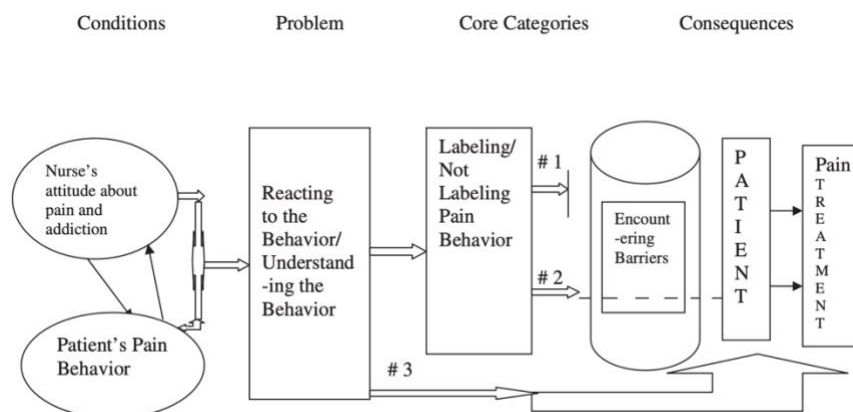 Conditions Problem Core Categories Consequences
Nurse's
attitude about
pain and
addiction
Patient's Pain
Behavior
Reacting
to the
Behavior/
Understand
-ing the
Behavior
Labeling/
Not
Labeling
Pain
Behavior
# 1
#2
# 3
Encount
-ering
Barriers
P
A
T
I
E
N
T
Pain
T
R
E
A
T
M
E
N
T